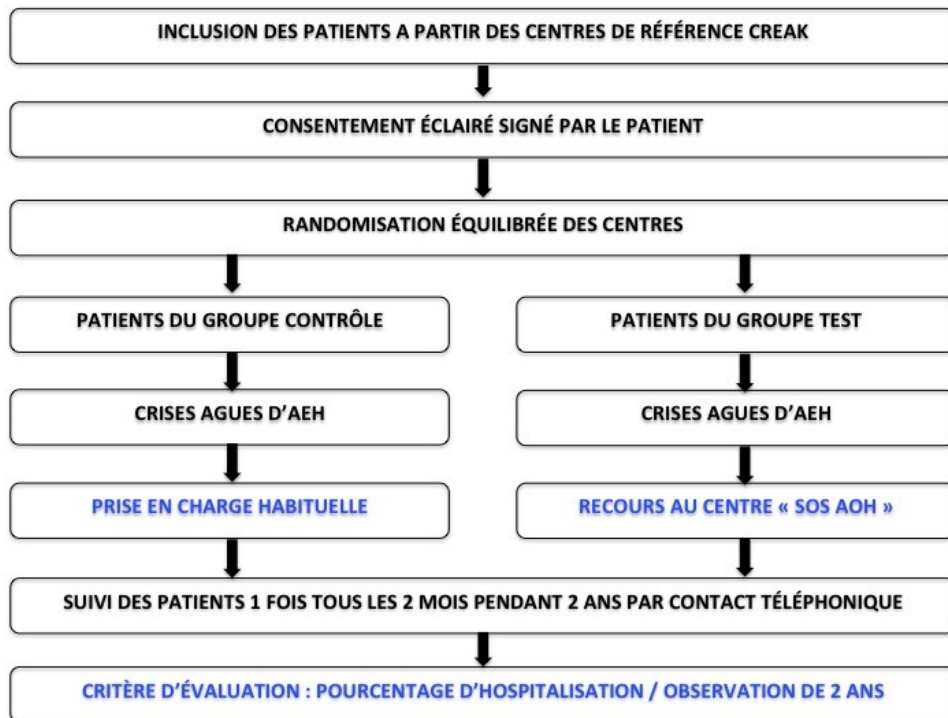 INCLUSION DES PATIENTS A PARTIR DES CENTRES DE RÉFÉRENCE CREAK
CONSENTEMENT ÉCLAIRÉ SIGNÉ PAR LE PATIENT
RANDOMISATION ÉQUILIBRÉE DES CENTRES
PATIENTS DU GROUPE CONTRÔLE
PATIENTS DU GROUPE TEST
CRISES AGUES D’AEH
CRISES AGUES D’AEH
PRISE EN CHARGE HABITUELLE
RECOURS AU CENTRE « SOS AOH »
SUIVI DES PATIENTS 1 FOIS TOUS LES 2 MOIS PENDANT 2 ANS PAR CONTACT TÉLÉPHONIQUE
CRITÈRE D’ÉVALUATION : POURCENTAGE D’HOSPITALISATION / OBSERVATION DE 2 ANS